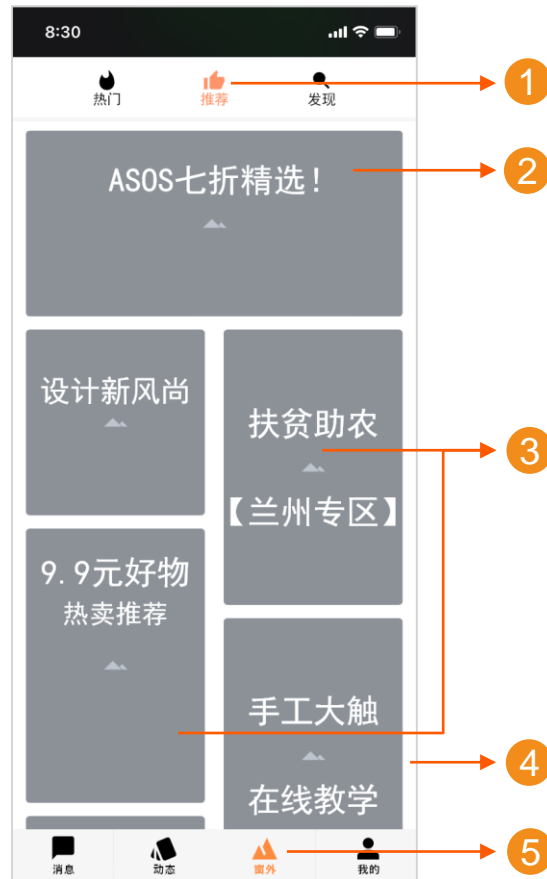 8:30
热门
推荐
发现
1
ASOS七折精选!
2
设计新风尚
扶贫助农
【兰州专区】
3
9.9元好物
热卖推荐
手工大触
在线教学
4
消息
动态
窗外
我的
5